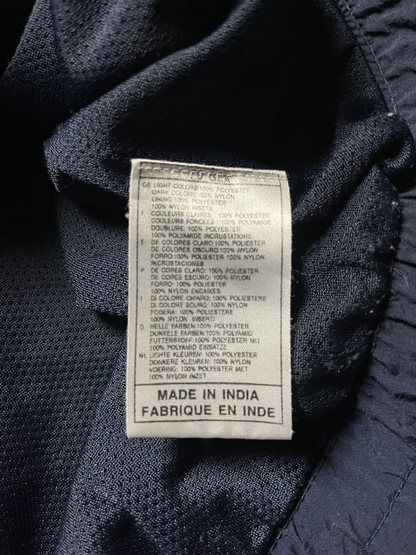 GB LIGHT COLORS:100% POLYESTER
DARK COLORS:100% NYLON
LINING:100% POLYESTER
100% NYLON INSETS
F COULEURS CLAIRES :100% POLYESTER
COULEURS FONCEES :100% POLYAMIDE
DOUBLURE: 100% POLYESTER
100% POLYAMIDE INCRUSTATIONS
E DE COLORES CLARO:100% POLIESTER
DE COLORES OSCURO:100% NYLON
FORRO:100% POLIESTER 100% NYLON
INCRUSTACIONES
P DE CORES CLARO: 100% POLIESTER
DE CORES ESCURO: 100% NYLON
FORRO: 100% POLIESTER
100% NYLON ENCAIXES
I DI COLORE CHIARO: 100% POLIESTERE
DI COLORE SCURO: 100% NYLON
FODERA: 100% POLIESTERE
100% NYLON INSERTI
D HELLE FARBEN:100% POLYESTER
DUNKELE FARBEN:100% POLYAMID
FUTTERSTOFF: 100% POLYESTER MIT
100% POLYAMID EINSÄTZE
NL LICHTE KLEUREN: 100% POLYESTER
DONKERE KLEUREN: 100% NYLON
VOERING: 100% POLYESTER MET
100% NYLON INZET
MADE IN INDIA
FABRIQUE EN INDE